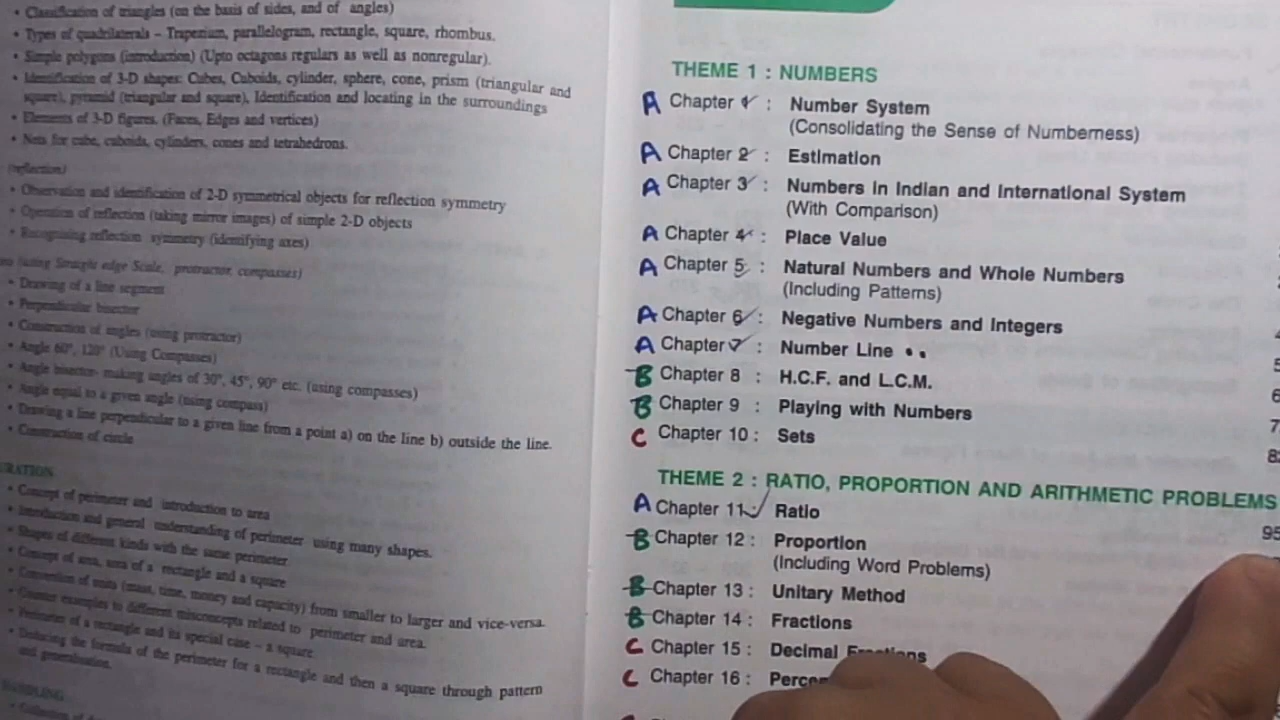 • Classification of triangles (on the basis of sides, and of angles)
• Types of quadrilaterals – Trapezium, parallelogram, rectangle, square, rhombus.
• Simple polygons (introduction) (Upto octagons regulars as well as nonregular).
• Identification of 3-D shapes: Cubes, Cuboids, cylinder, sphere, cone, prism (triangular and
square), pyramid (triangular and square), Identification and locating in the surroundings
• Elements of 3-D figures. (Faces, Edges and vertices)
• Nets for cube, cuboids, cylinders, cones and tetrahedrons.
(reflection)
• Observation and identification of 2-D symmetrical objects for reflection symmetry
• Operation of reflection (taking mirror images) of simple 2-D objects
• Recognising reflection symmetry (identifying axes)
(using Straight edge Scale, protractor, compasses)
• Drawing of a line segment
• Perpendicular bisector
• Construction of angles (using protractor)
• Angle 60°, 120° (Using Compasses)
• Angle bisector- making angles of 30°, 45°, 90° etc. (using compasses)
• Angle equal to a given angle (using compass)
• Drawing a line perpendicular to a given line from a point a) on the line b) outside the line.
• Construction of circle
• Concept of perimeter and introduction to area
• Introduction and general understanding of perimeter using many shapes.
• Shapes of different kinds with the same perimeter
• Concept of area, area of a rectangle and a square
• Conversion of units (mass, time, money and capacity) from smaller to larger and vice-versa.
• Counter examples to different misconcepts related to perimeter and area.
• Perimeter of a rectangle and its special case – a square
• Deducing the formula of the perimeter for a rectangle and then a square through pattern
and generalisation.
THEME 1 : NUMBERS
A Chapter 1 : Number System
(Consolidating the Sense of Numberness)
A Chapter 2 : Estimation
A Chapter 3 : Numbers in Indian and International System
(With Comparison)
A Chapter 4 : Place Value
A Chapter 5 : Natural Numbers and Whole Numbers
(Including Patterns)
A Chapter 6 : Negative Numbers and Integers
A Chapter 7 : Number Line
B Chapter 8 : H.C.F. and L.C.M.
B Chapter 9 : Playing with Numbers
C Chapter 10 : Sets
THEME 2 : RATIO, PROPORTION AND ARITHMETIC PROBLEMS
A Chapter 11 : Ratio 95
B Chapter 12 : Proportion
(Including Word Problems)
B Chapter 13 : Unitary Method
B Chapter 14 : Fractions
C Chapter 15 : Decimal
C Chapter 16 :